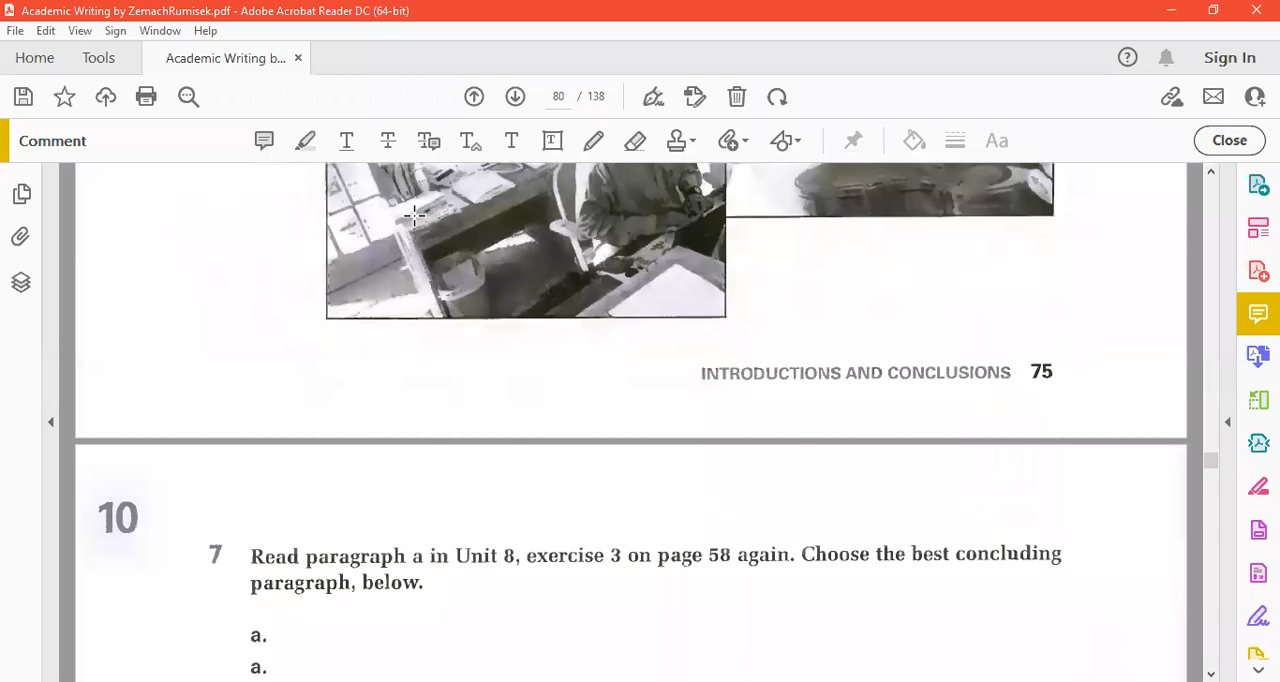 Academic Writing by ZemachRumisek.pdf - Adobe Acrobat Reader DC (64-bit)
File Edit View Sign Window Help
Home Tools Academic Writing b... × Sign In
80 / 138
Comment Close
INTRODUCTIONS AND CONCLUSIONS 75
10
7 Read paragraph a in Unit 8, exercise 3 on page 58 again. Choose the best concluding
paragraph, below.
a.
a.